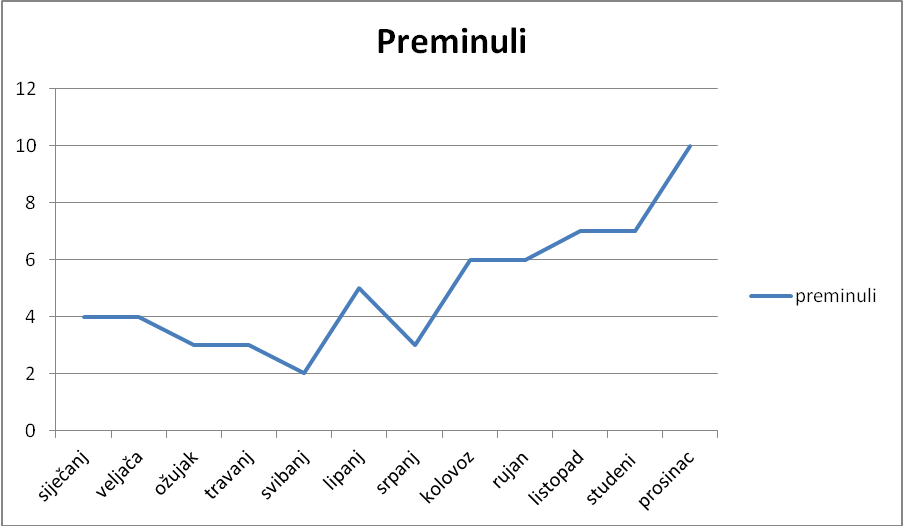 Preminuli
12
10
8
6
4
2
0
siječanj
veljača
ožujak
travanj
svibanj
lipanj
srpanj
kolovoz
rujan
listopad
studeni
prosinac
preminuli